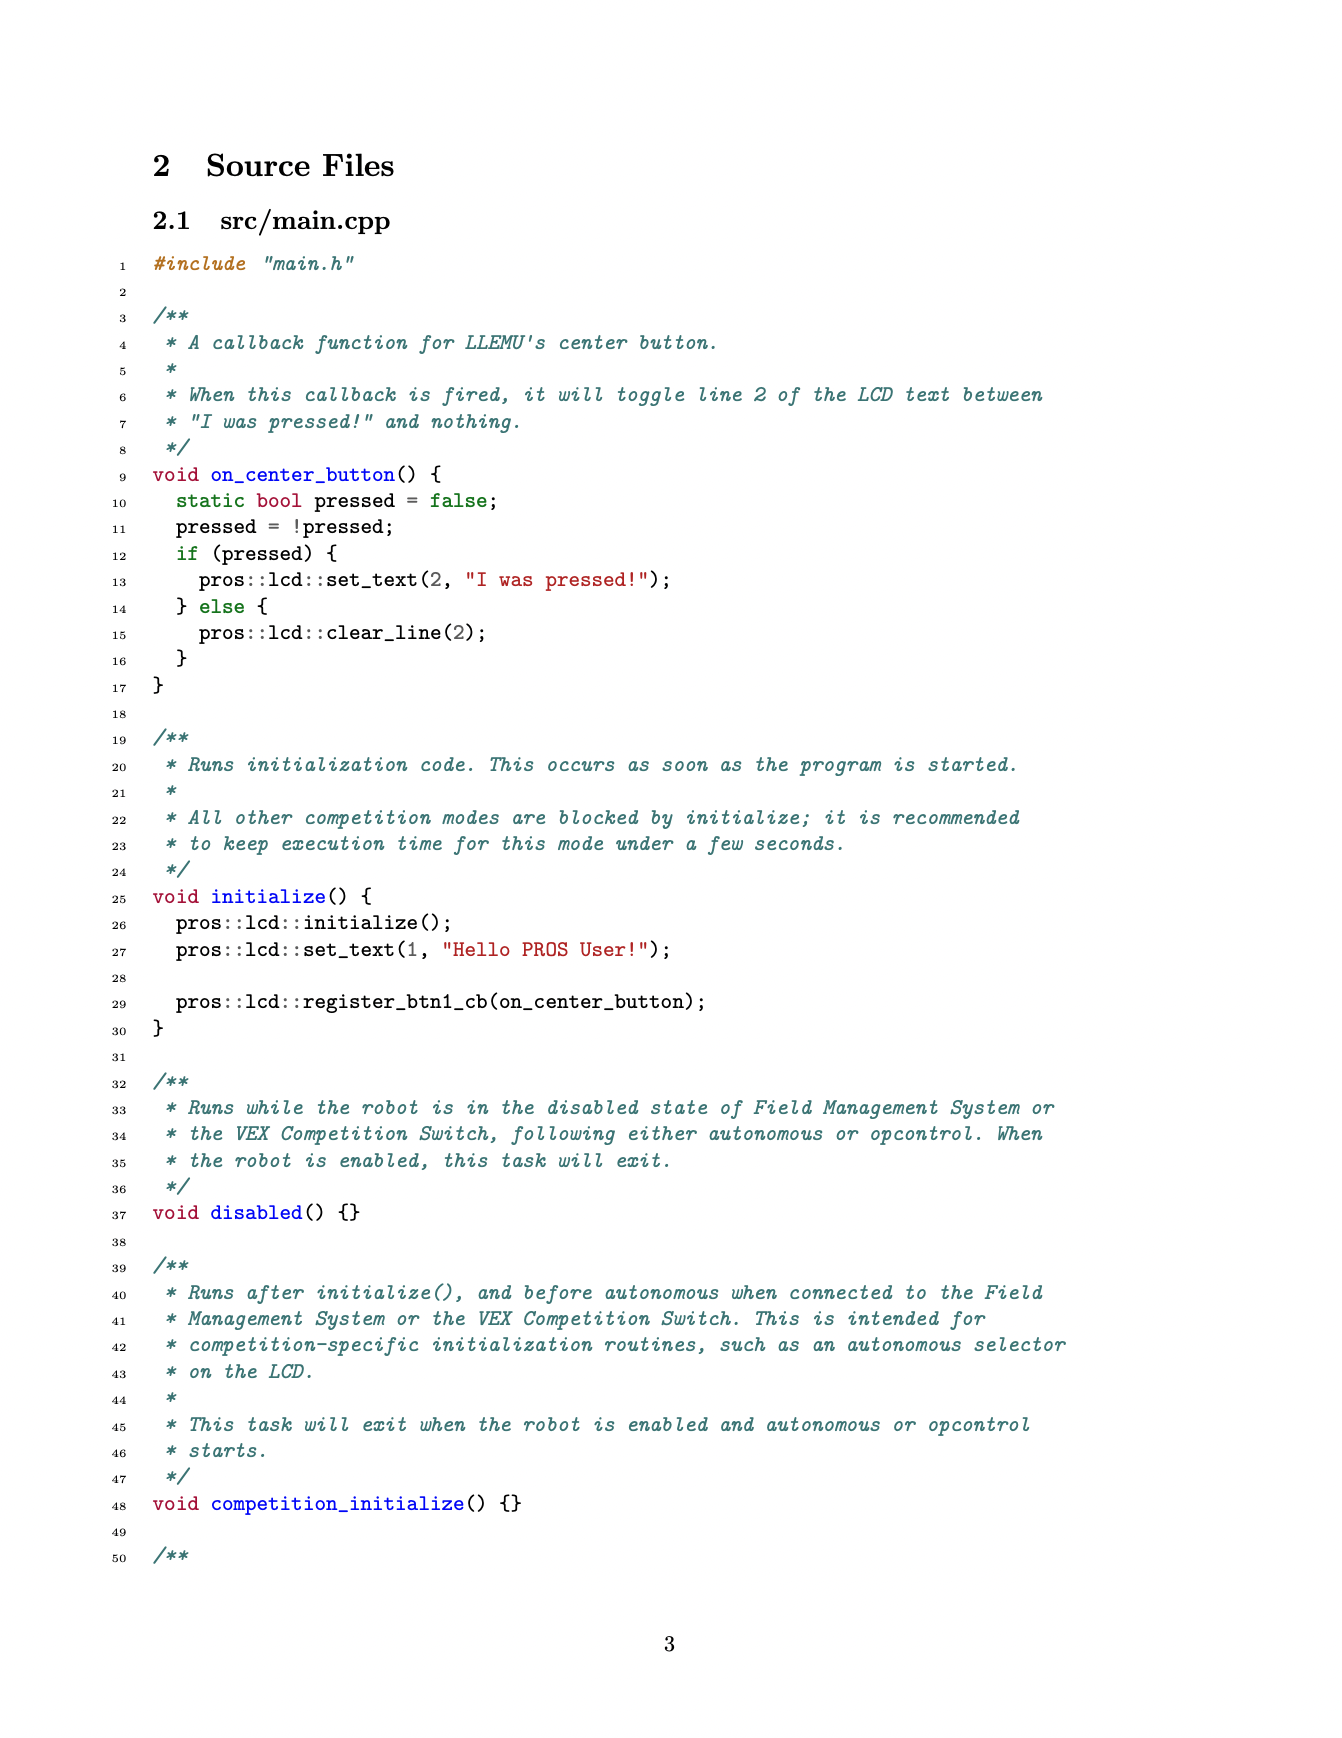 2 Source Files
2.1 src/main.cpp
1 #include "main.h"
2
3 /**
4  * A callback function for LLEMU's center button.
5  *
6  * When this callback is fired, it will toggle line 2 of the LCD text between
7  * "I was pressed!" and nothing.
8  */
9 void on_center_button() {
10   static bool pressed = false;
11   pressed = !pressed;
12   if (pressed) {
13     pros::lcd::set_text(2, "I was pressed!");
14   } else {
15     pros::lcd::clear_line(2);
16   }
17 }
18
19 /**
20  * Runs initialization code. This occurs as soon as the program is started.
21  *
22  * All other competition modes are blocked by initialize; it is recommended
23  * to keep execution time for this mode under a few seconds.
24  */
25 void initialize() {
26   pros::lcd::initialize();
27   pros::lcd::set_text(1, "Hello PROS User!");
28
29   pros::lcd::register_btn1_cb(on_center_button);
30 }
31
32 /**
33  * Runs while the robot is in the disabled state of Field Management System or
34  * the VEX Competition Switch, following either autonomous or opcontrol. When
35  * the robot is enabled, this task will exit.
36  */
37 void disabled() {}
38
39 /**
40  * Runs after initialize(), and before autonomous when connected to the Field
41  * Management System or the VEX Competition Switch. This is intended for
42  * competition-specific initialization routines, such as an autonomous selector
43  * on the LCD.
44  *
45  * This task will exit when the robot is enabled and autonomous or opcontrol
46  * starts.
47  */
48 void competition_initialize() {}
49
50 /**
3